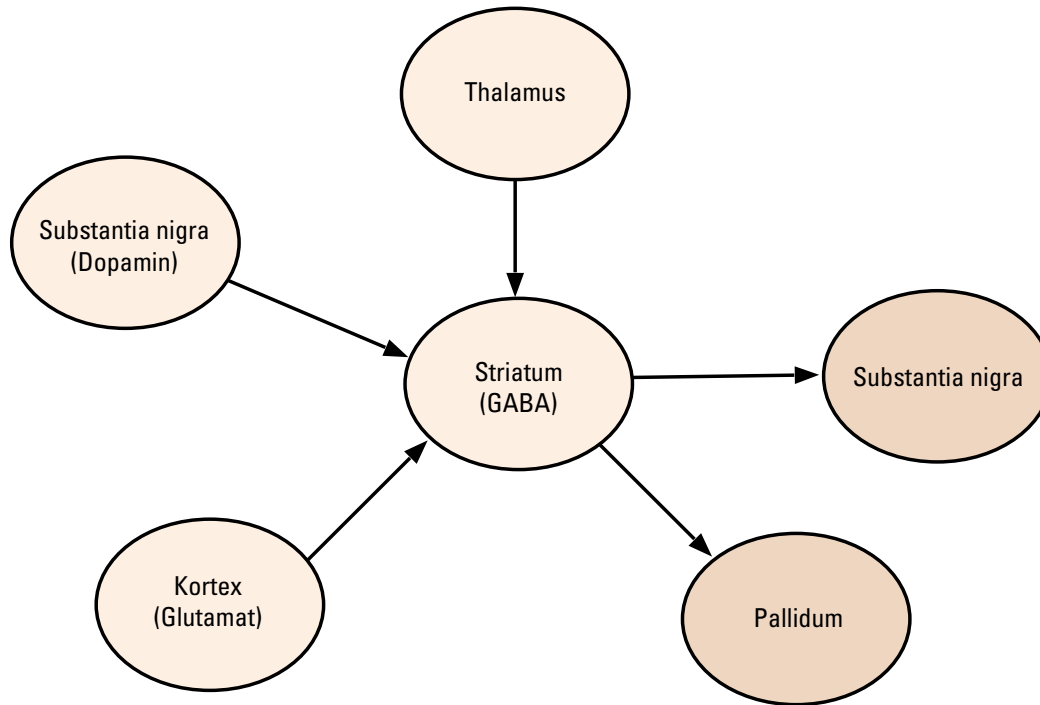 Thalamus
Substantia nigra
(Dopamin)
Striatum
(GABA)
Substantia nigra
Kortex
(Glutamat)
Pallidum